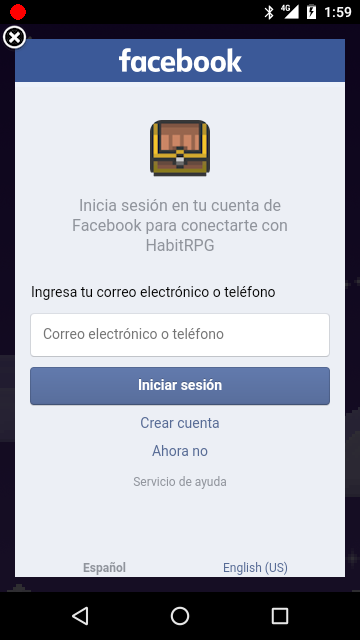 4G 1:59
facebook
Inicia sesión en tu cuenta de
Facebook para conectarte con
HabitRPG
Ingresa tu correo electrónico o teléfono
Correo electrónico o teléfono
Iniciar sesión
Crear cuenta
Ahora no
Servicio de ayuda
Español English (US)